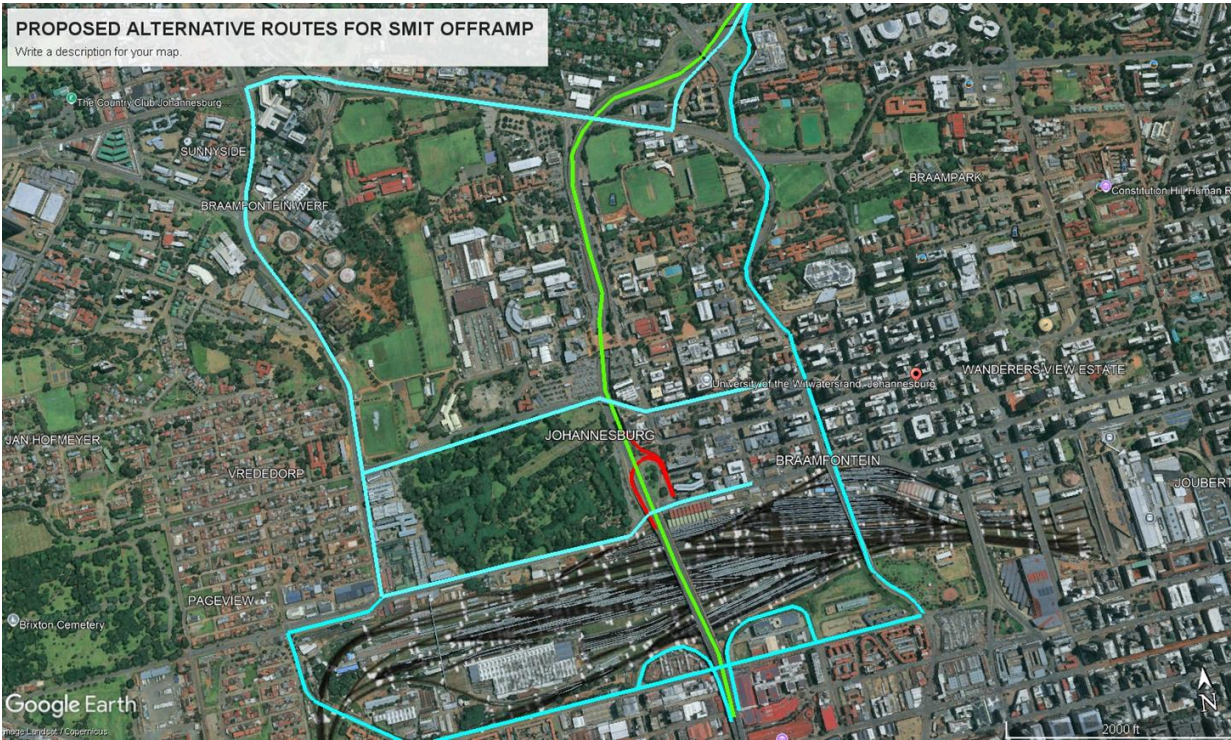 PROPOSED ALTERNATIVE ROUTES FOR SMIT OFFRAMP
Write a description for your map.
The Country Club Johannesburg...
SUNNYSIDE
BRAAMFONTEIN WERF
BRAAMPARK
Constitution Hill Human R
University of the Witwatersrand, Johannesburg
WANDERERS VIEW ESTATE
JAN HOFMEYER
JOHANNESBURG
VREDEDORP
BRAAMFONTEIN
JOUBERT
PAGEVIEW
Brixton Cemetery
Google Earth
Image Landsat / Copernicus
N
2000 ft